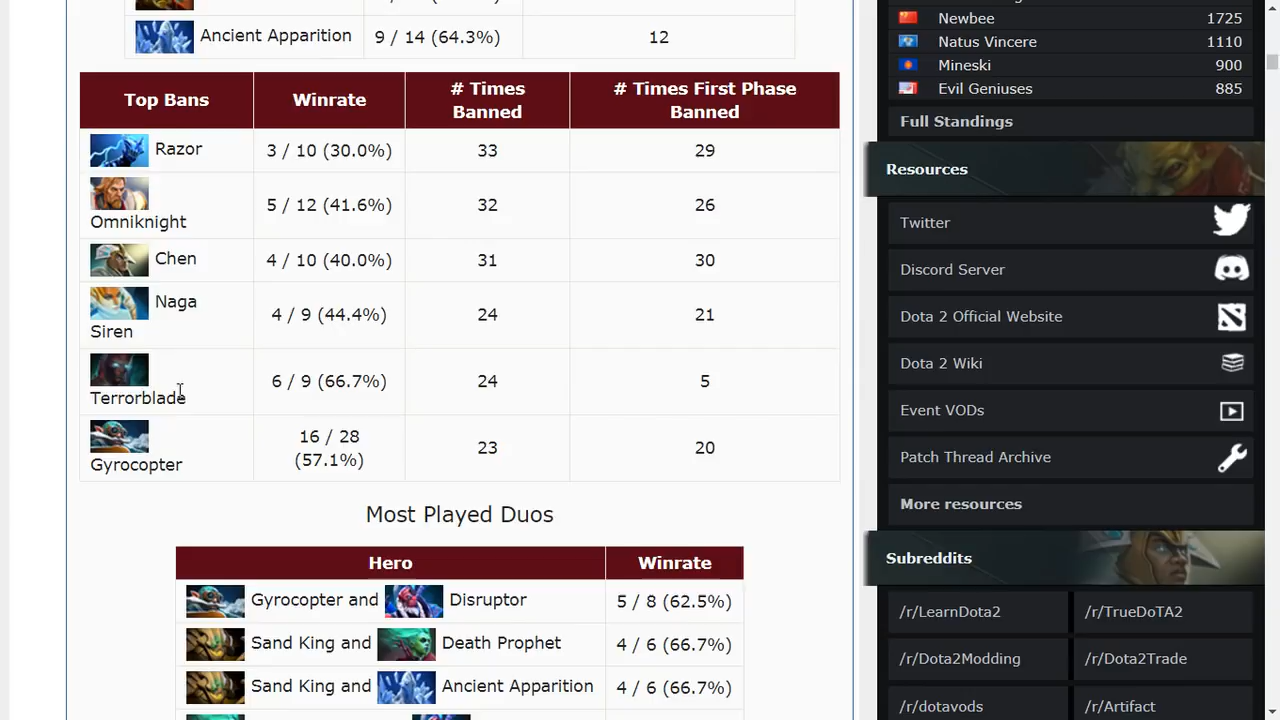 Ancient Apparition 9 / 14 (64.3%) 12
Top Bans Winrate # Times Banned # Times First Phase Banned
Razor 3 / 10 (30.0%) 33 29
Omniknight 5 / 12 (41.6%) 32 26
Chen 4 / 10 (40.0%) 31 30
Naga Siren 4 / 9 (44.4%) 24 21
Terrorblade 6 / 9 (66.7%) 24 5
Gyrocopter 16 / 28 (57.1%) 23 20
Most Played Duos
Hero Winrate
Gyrocopter and Disruptor 5 / 8 (62.5%)
Sand King and Death Prophet 4 / 6 (66.7%)
Sand King and Ancient Apparition 4 / 6 (66.7%)
Newbee 1725
Natus Vincere 1110
Mineski 900
Evil Geniuses 885
Full Standings
Resources
Twitter
Discord Server
Dota 2 Official Website
Dota 2 Wiki
Event VODs
Patch Thread Archive
More resources
Subreddits
/r/LearnDota2 /r/TrueDoTA2
/r/Dota2Modding /r/Dota2Trade
/r/dotavods /r/Artifact